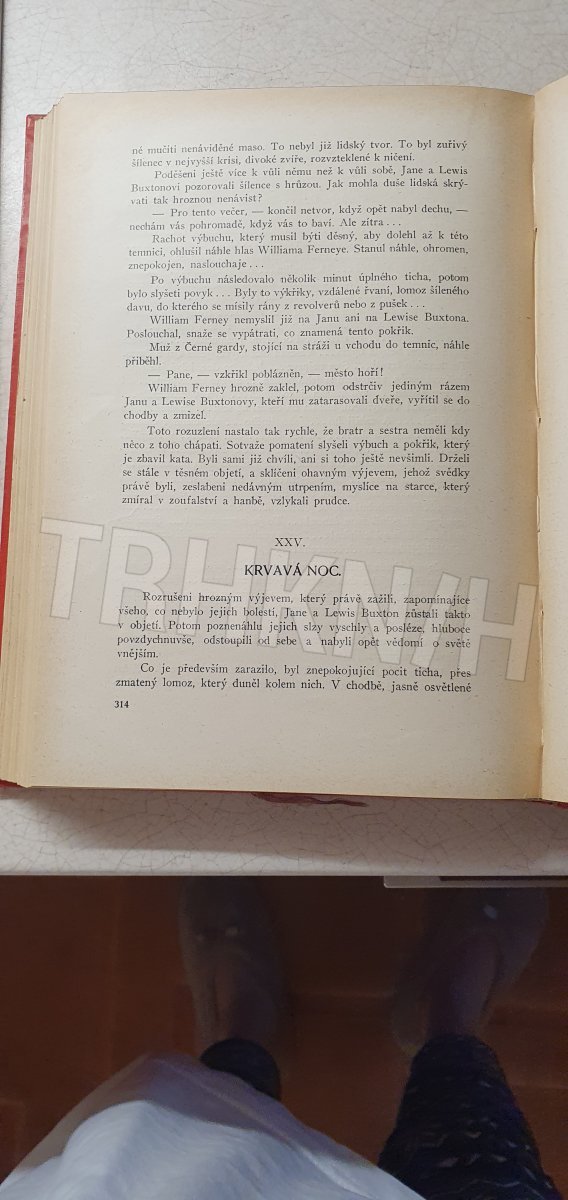 né mučiti nenáviděné maso. To nebyl již lidský tvor. To byl zuřivý
šílenec v nejvyšší krisi, divoké zvíře, rozvzteklené k ničení.
Poděšeni ještě více k vůli němu než k vůli sobě, Jane a Lewis
Buxtonovi pozorovali šílence s hrůzou. Jak mohla duše lidská skrý-
vati tak hroznou nenávist?
— Pro tento večer, — končil netvor, když opět nabyl dechu, —
nechám vás pohromadě, když vás to baví. Ale zítra...
Rachot výbuchu, který musil býti děsný, aby dolehl až k této
temnici, ohlušil náhle hlas Williama Ferneye. Stanul náhle, ohromen,
znepokojen, naslouchaje...
Po výbuchu následovalo několik minut úplného ticha, potom
bylo slyšeti povyk... Byly to výkřiky, vzdálené řvaní, lomoz šíleného
davu, do kterého se mísily rány z revolverů nebo z pušek...
William Ferney nemyslil již na Janu ani na Lewise Buxtona.
Poslouchal, snaže se vypátrati, co znamená tento pokřik.
Muž z Černé gardy, stojící na stráži u vchodu do temnic, náhle
přiběhl.
— Pane, — vzkřikl poblázněn, — město hoří!
William Ferney hrozně zaklel, potom odstrčiv jediným rázem
Janu a Lewise Buxtonovy, kteří mu zatarasovali dveře, vyřítil se do
chodby a zmizel.
Toto rozuzlení nastalo tak rychle, že bratr a sestra neměli kdy
něco z toho chápati. Sotvaže pomatení slyšeli výbuch a pokřik, který
je zbavil kata. Byli sami již chvíli, ani si toho ještě nevšimli. Drželi
se stále v těsném objetí, a sklíčeni ohavným výjevem, jehož svědky
právě byli, zeslabeni nedávným utrpením, myslíce na starce, který
zmíral v zoufalství a hanbě, vzlykali prudce.
XXV.
KRVAVÁ NOC.
Rozrušeni hrozným výjevem, který právě zažili, zapomínajíce
všeho, co nebylo jejich bolestí, Jane a Lewis Buxton zůstali takto
v objetí. Potom poznenáhlu jejich slzy vyschly a posléze, hluboce
povzdychnuvše, odstoupili od sebe a nabyli opět vědomí o světě
vnějším.
Co je především zarazilo, byl znepokojující pocit ticha, přes
zmatený lomoz, který duněl kolem nich. V chodbě, jasně osvětlené
314
TBHKN/H